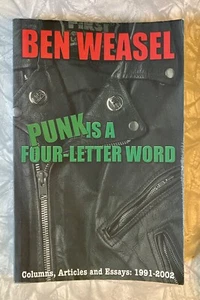 BEN WEASEL
PUNK IS A
FOUR-LETTER WORD
Columns, Articles and Essays: 1991-2002